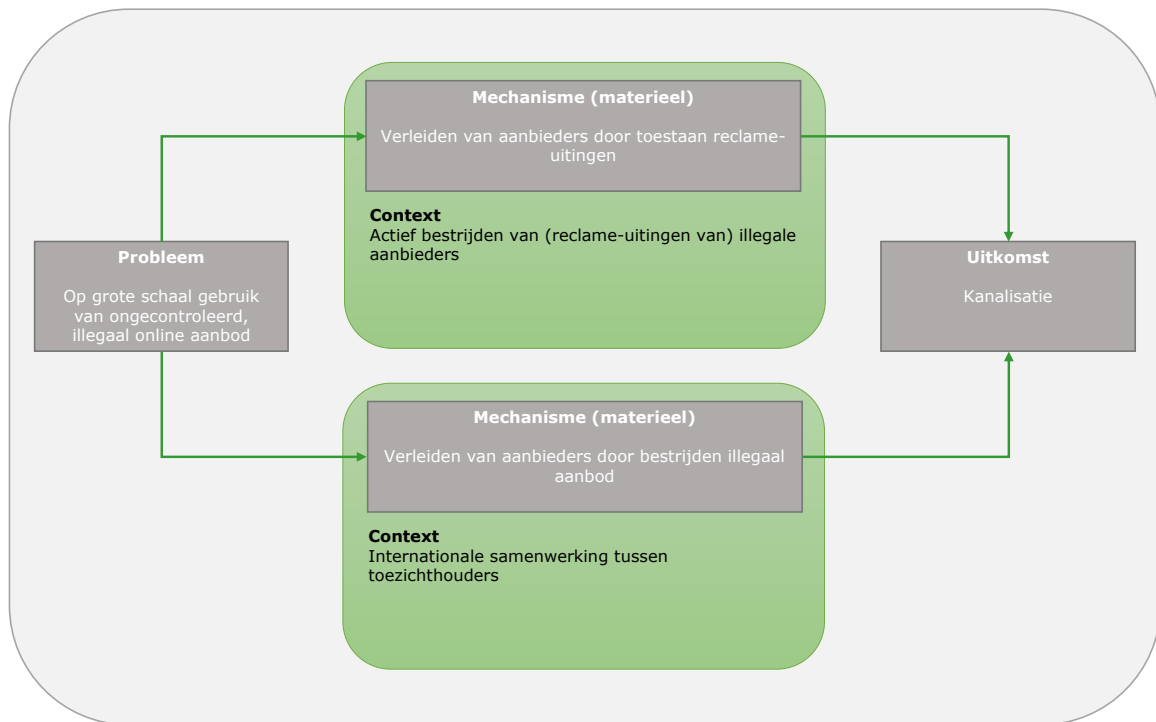 Mechanisme (materieel)
Verleiden van aanbieders door toestaan reclame-
uitingen
Context
Actief bestrijden van (reclame-uitingen van) illegale
aanbieders
Probleem
Op grote schaal gebruik
van ongecontroleerd,
illegaal online aanbod
Uitkomst
Kanalisatie
Mechanisme (materieel)
Verleiden van aanbieders door bestrijden illegaal
aanbod
Context
Internationale samenwerking tussen
toezichthouders